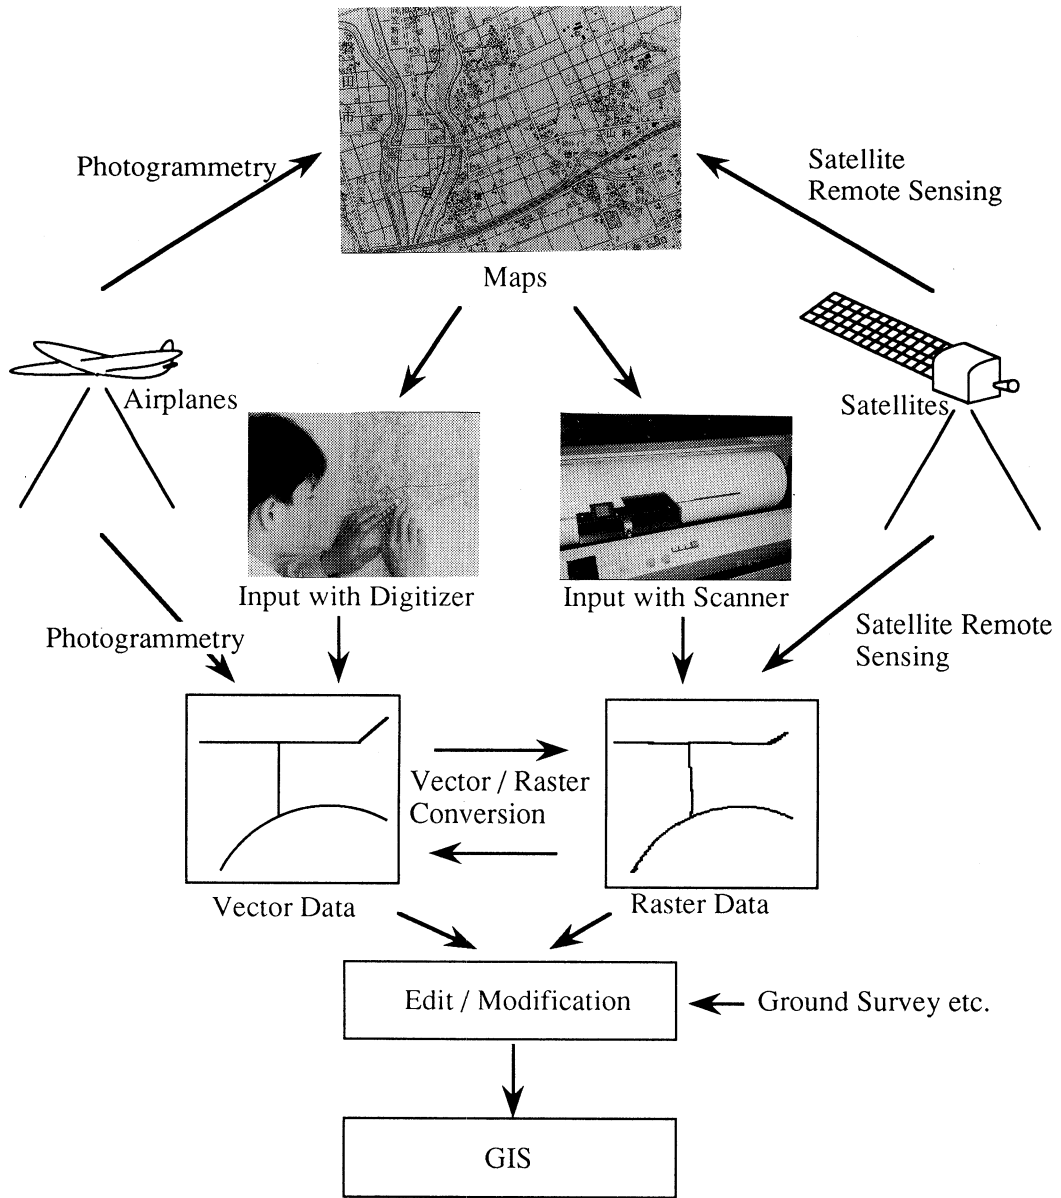 Photogrammetry
Satellite
Remote Sensing
Maps
Airplanes
Satellites
Input with Digitizer
Input with Scanner
Photogrammetry
Satellite Remote
Sensing
Vector / Raster
Conversion
Vector Data
Raster Data
Edit / Modification
Ground Survey etc.
GIS